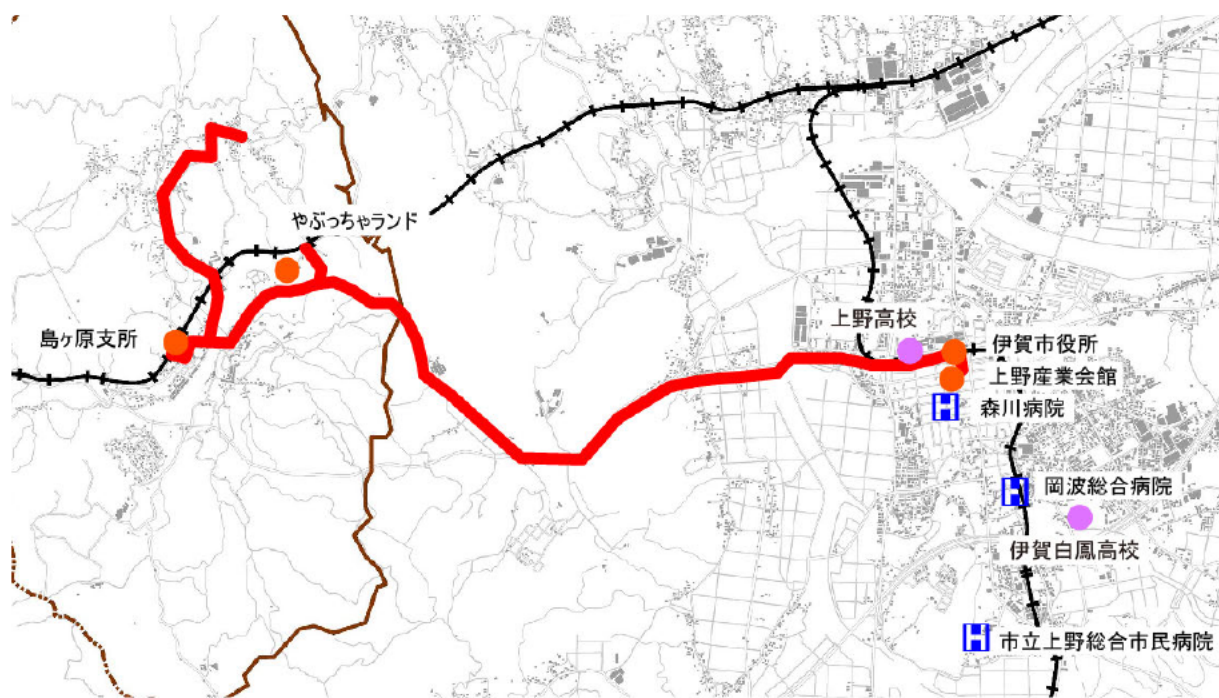 やぶっちゃランド
島ヶ原支所
上野高校
伊賀市役所
上野産業会館
H 森川病院
H 岡波総合病院
伊賀白鳳高校
H 市立上野総合市民病院